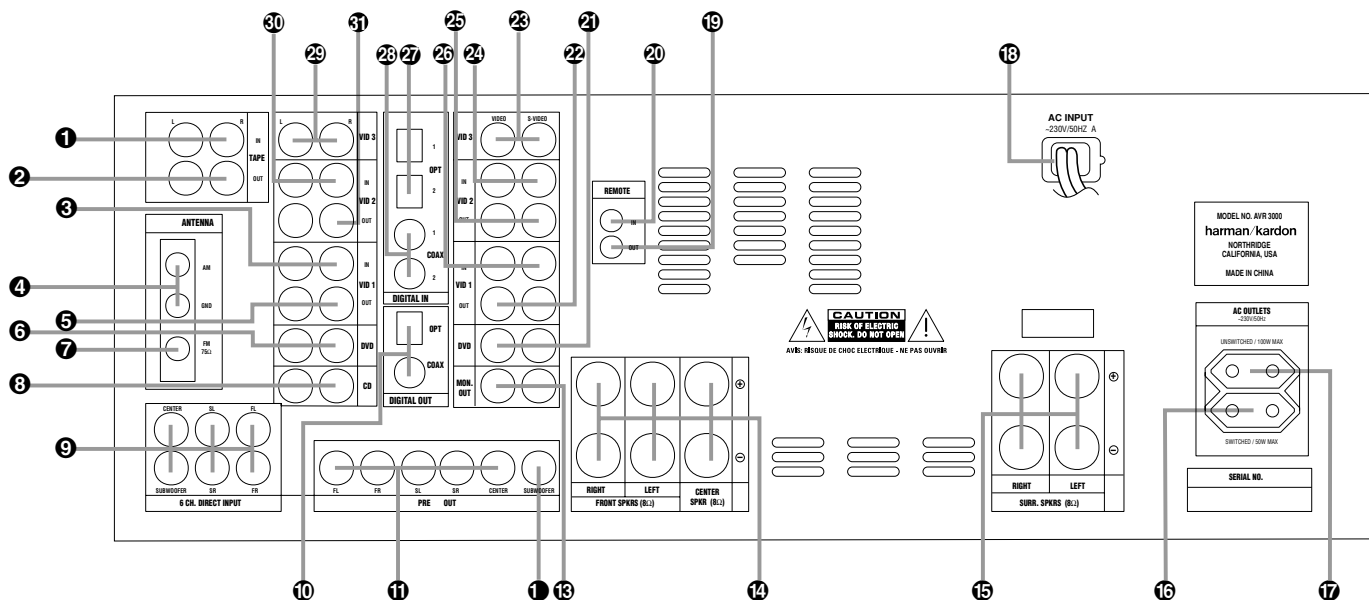 30 29 31 28 27 25 26 23 24 21 22 20 19 18
1
2
3
4
5
6
7
8
9
L R
IN
TAPE
OUT
ANTENNA
AM
GND
FM
75Ω
L R
VID 3
IN
VID 2
OUT
IN
VID 1
OUT
DVD
CD
1
OPT
2
1
COAX
2
DIGITAL IN
OPT
COAX
DIGITAL OUT
VIDEO S-VIDEO
VID 3
IN
VID 2
OUT
IN
VID 1
OUT
DVD
MON.
OUT
REMOTE
IN
OUT
AC INPUT
~230V/50HZ A
MODEL NO. AVR 3000
harman/kardon
NORTHRIDGE
CALIFORNIA, USA
MADE IN CHINA
CAUTION
RISK OF ELECTRIC
SHOCK. DO NOT OPEN
AVIS: RISQUE DE CHOC ELECTRIQUE - NE PAS OUVRIR
AC OUTLETS
~230V/50Hz
UNSWITCHED / 100W MAX
SWITCHED / 50W MAX
SERIAL NO.
CENTER SL FL
SUBWOOFER SR FR
6 CH. DIRECT INPUT
FL FR SL SR CENTER SUBWOOFER
PRE OUT
+
−
RIGHT LEFT
FRONT SPKRS (8Ω)
CENTER
SPKR (8Ω)
+
−
RIGHT LEFT
SURR. SPKRS (8Ω)
10 11 1 13 14 15 16 17